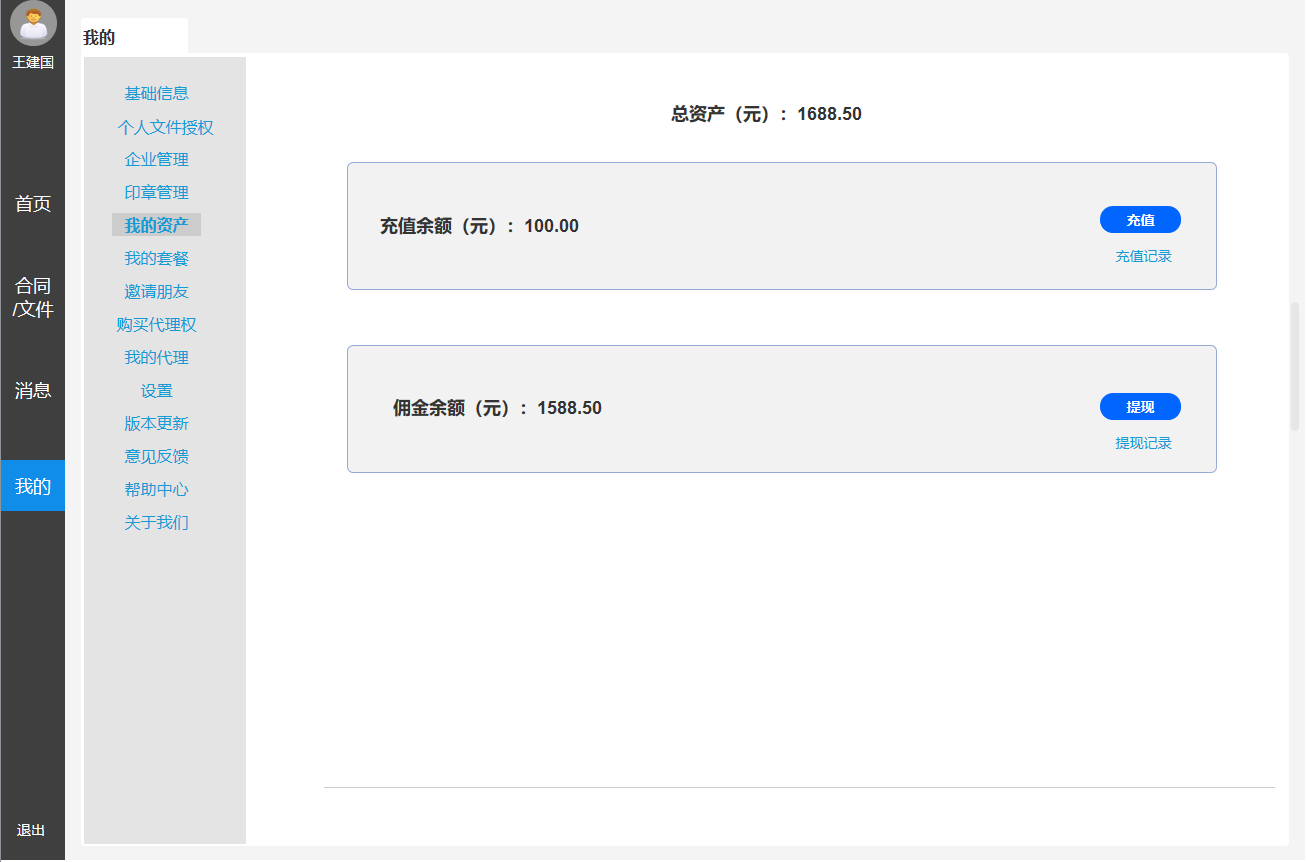 王建国
首页
合同
/文件
消息
我的
退出
我的
基础信息
个人文件授权
企业管理
印章管理
我的资产
我的套餐
邀请朋友
购买代理权
我的代理
设置
版本更新
意见反馈
帮助中心
关于我们
总资产（元）：1688.50
充值余额（元）：100.00
充值
充值记录
佣金余额（元）：1588.50
提现
提现记录